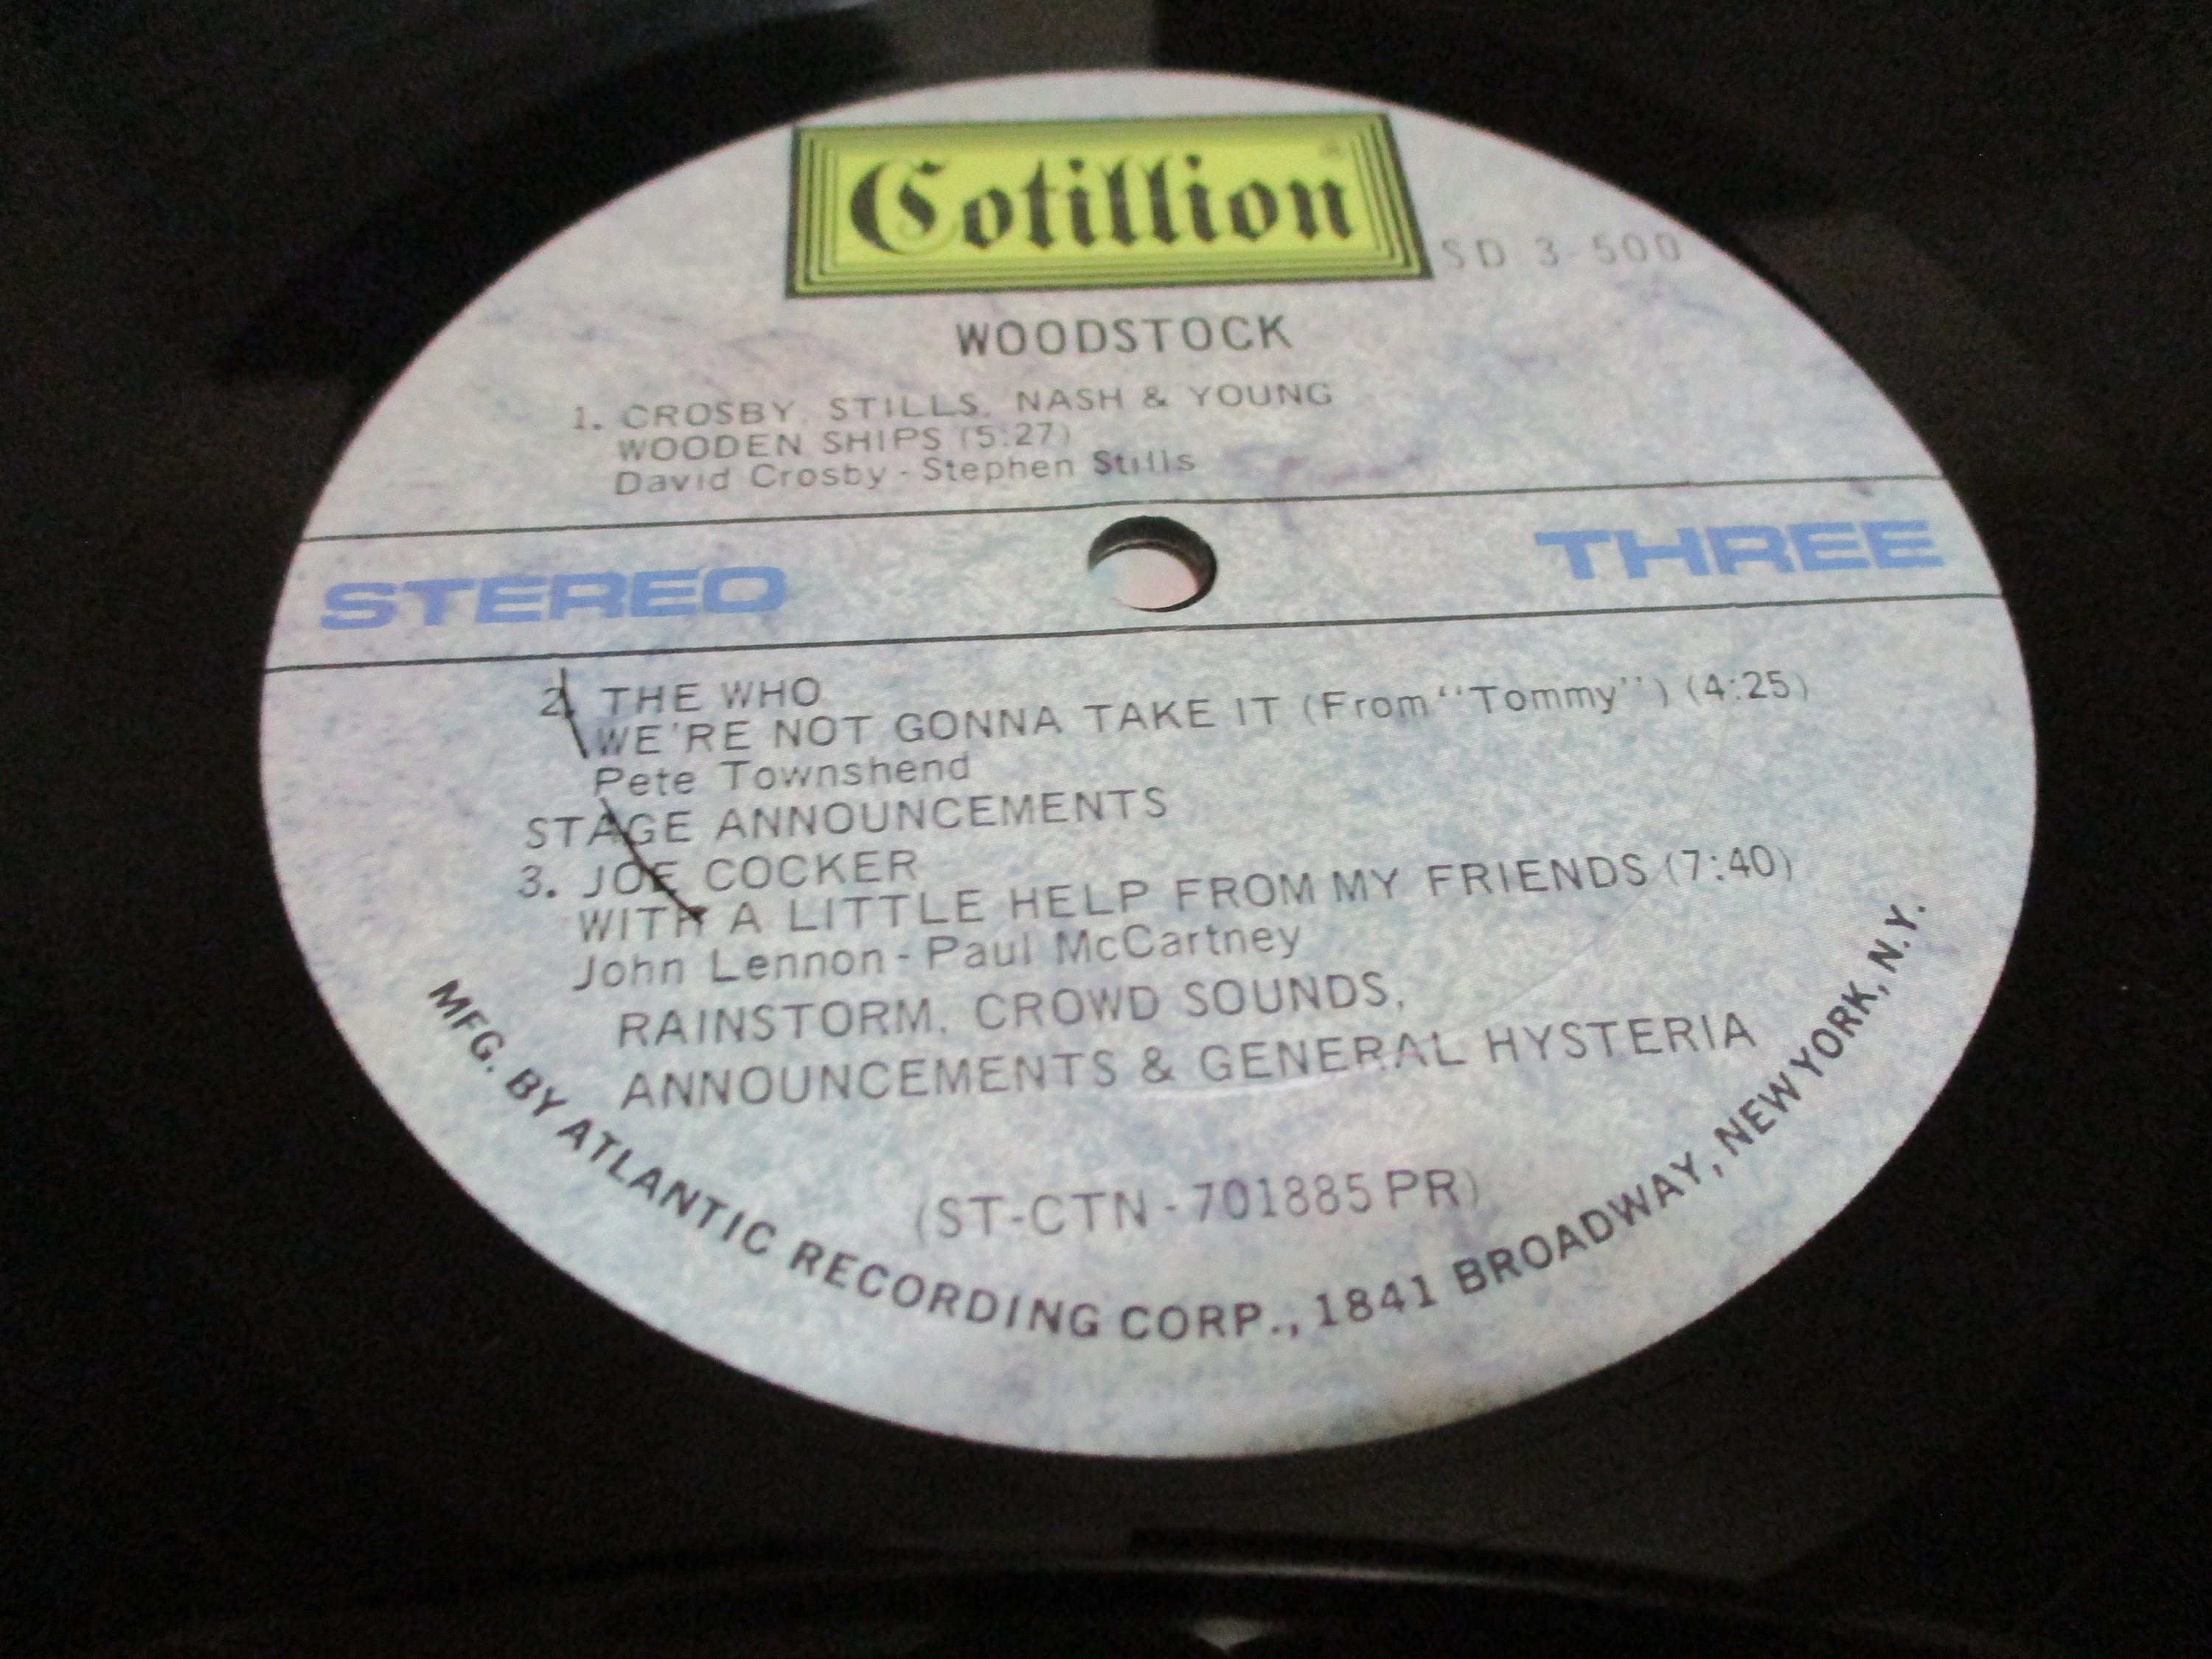 Cotillion ®
SD 3 500
WOODSTOCK
1. CROSBY, STILLS, NASH & YOUNG
WOODEN SHIPS (5:27)
David Crosby - Stephen Stills
STEREO
THREE
2. THE WHO
WE'RE NOT GONNA TAKE IT (From "Tommy") (4:25)
Pete Townshend
STAGE ANNOUNCEMENTS
3. JOE COCKER
WITH A LITTLE HELP FROM MY FRIENDS (7:40)
John Lennon - Paul McCartney
RAINSTORM, CROWD SOUNDS,
ANNOUNCEMENTS & GENERAL HYSTERIA
(ST-CTN-701885 PR)
MFG. BY ATLANTIC RECORDING CORP., 1841 BROADWAY, NEW YORK, N.Y.